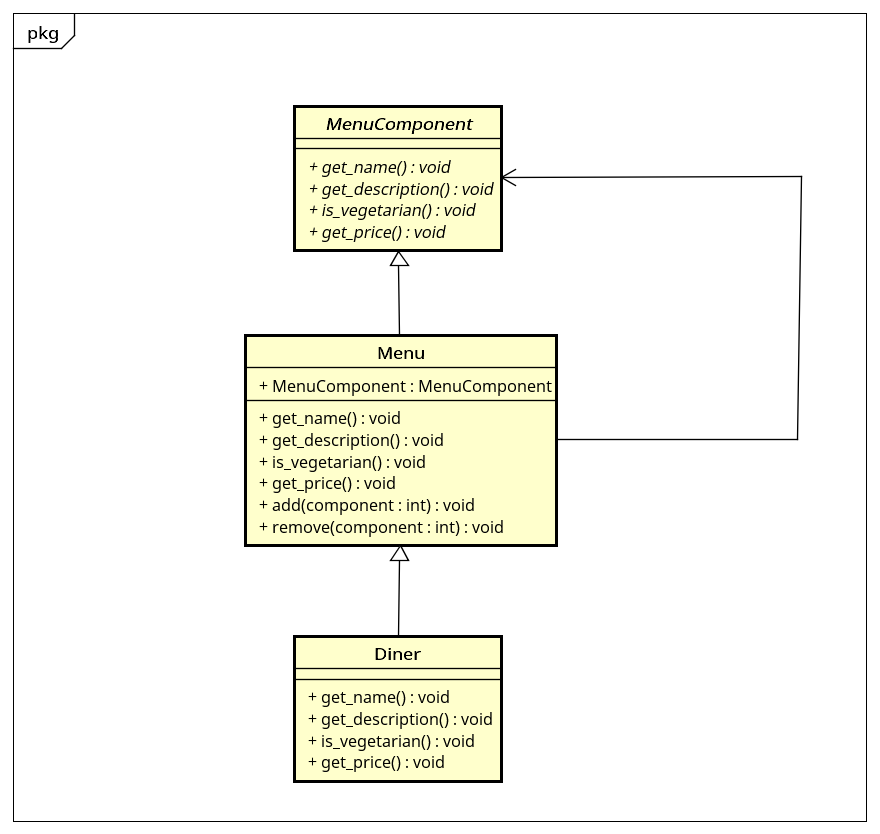 pkg
MenuComponent
+ get_name() : void
+ get_description() : void
+ is_vegetarian() : void
+ get_price() : void
Menu
+ MenuComponent : MenuComponent
+ get_name() : void
+ get_description() : void
+ is_vegetarian() : void
+ get_price() : void
+ add(component : int) : void
+ remove(component : int) : void
Diner
+ get_name() : void
+ get_description() : void
+ is_vegetarian() : void
+ get_price() : void